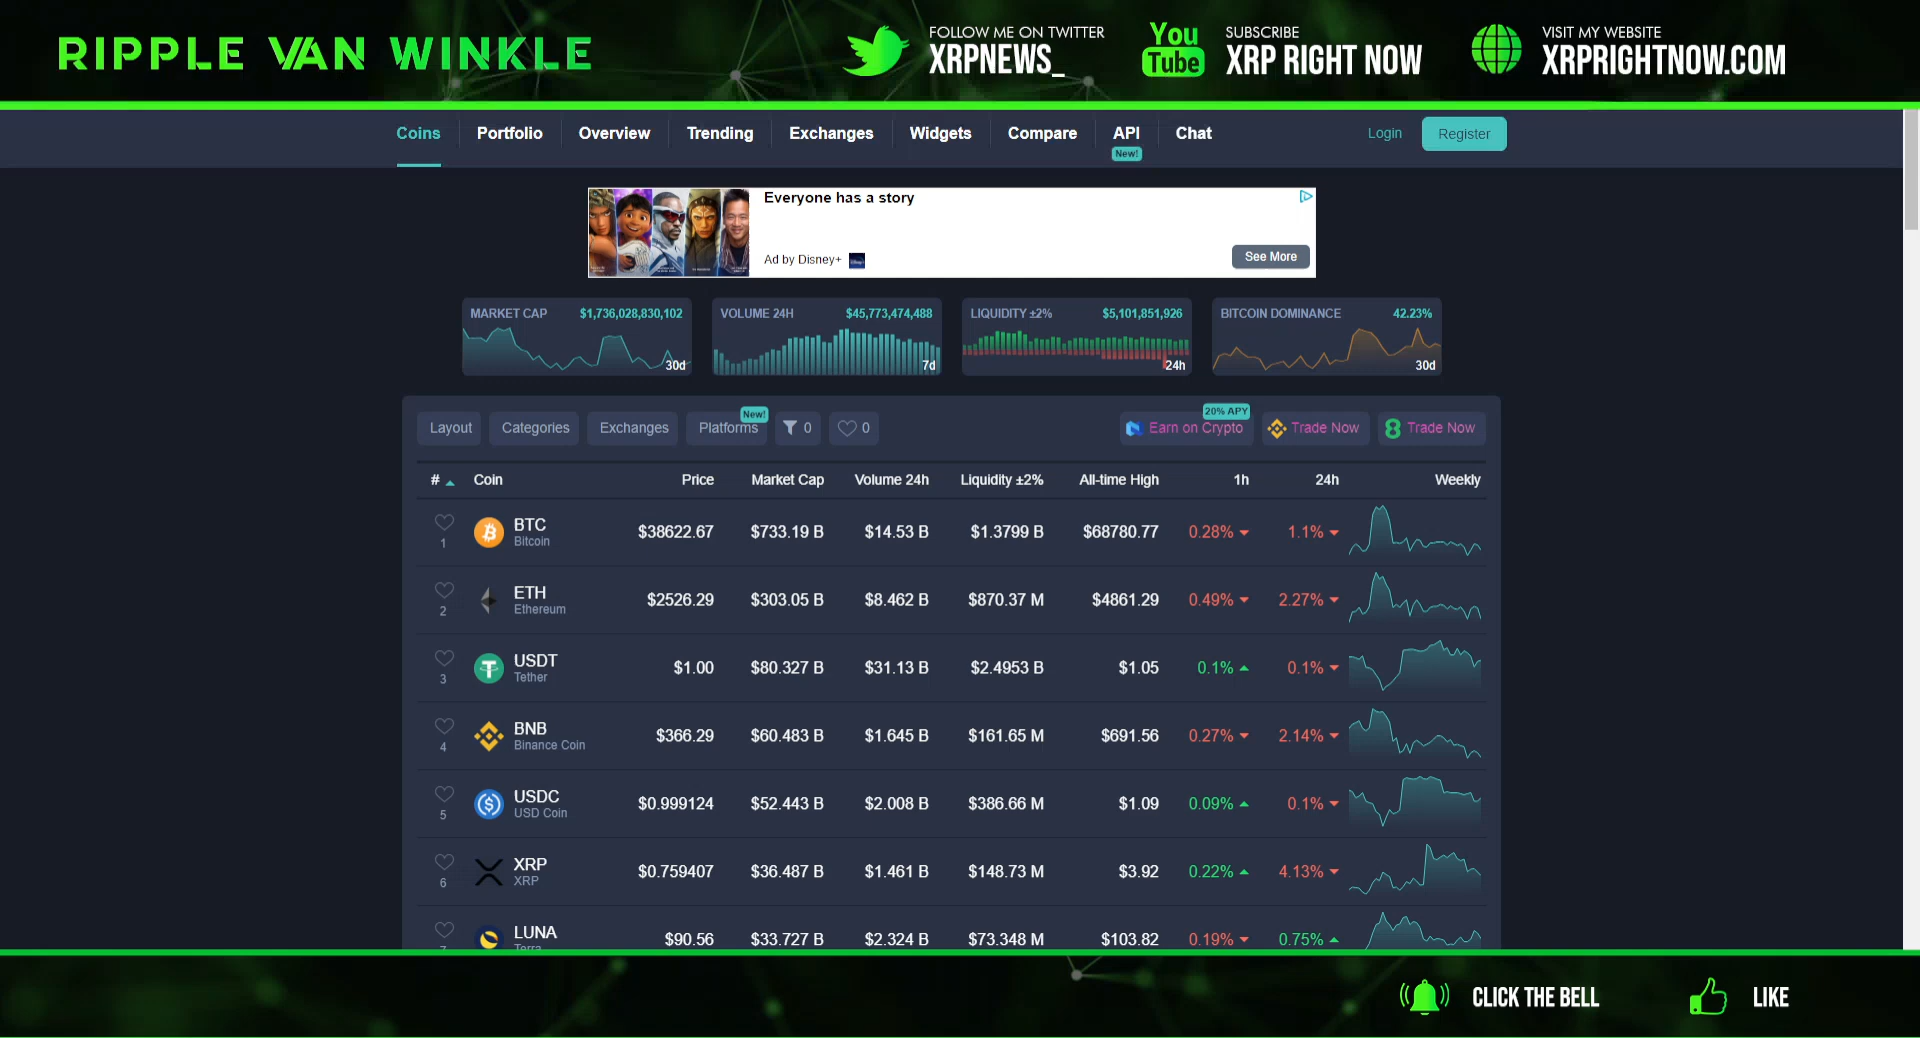 RIPPLE VAN WINKLE
FOLLOW ME ON TWITTER
XRPNEWS_
You
Tube
SUBSCRIBE
XRP RIGHT NOW
VISIT MY WEBSITE
XRPRIGHTNOW.COM
Coins Portfolio Overview Trending Exchanges Widgets Compare API Chat Login Register
New!
Everyone has a story
Ad by Disney+
See More
MARKET CAP $1,736,028,830,102
30d
VOLUME 24H $45,773,474,488
7d
LIQUIDITY ±2% $5,101,851,926
24h
BITCOIN DOMINANCE 42.23%
30d
New! 20% APY
Layout Categories Exchanges Platforms 0 0 Earn on Crypto Trade Now Trade Now
# Coin Price Market Cap Volume 24h Liquidity ±2% All-time High 1h 24h Weekly
1 BTC $38622.67 $733.19 B $14.53 B $1.3799 B $68780.77 0.28% 1.1%
Bitcoin
2 ETH $2526.29 $303.05 B $8.462 B $870.37 M $4861.29 0.49% 2.27%
Ethereum
3 USDT $1.00 $80.327 B $31.13 B $2.4953 B $1.05 0.1% 0.1%
Tether
4 BNB $366.29 $60.483 B $1.645 B $161.65 M $691.56 0.27% 2.14%
Binance Coin
5 USDC $0.999124 $52.443 B $2.008 B $386.66 M $1.09 0.09% 0.1%
USD Coin
6 XRP $0.759407 $36.487 B $1.461 B $148.73 M $3.92 0.22% 4.13%
XRP
LUNA $90.56 $33.727 B $2.324 B $73.348 M $103.82 0.19% 0.75%
Terra
CLICK THE BELL
LIKE